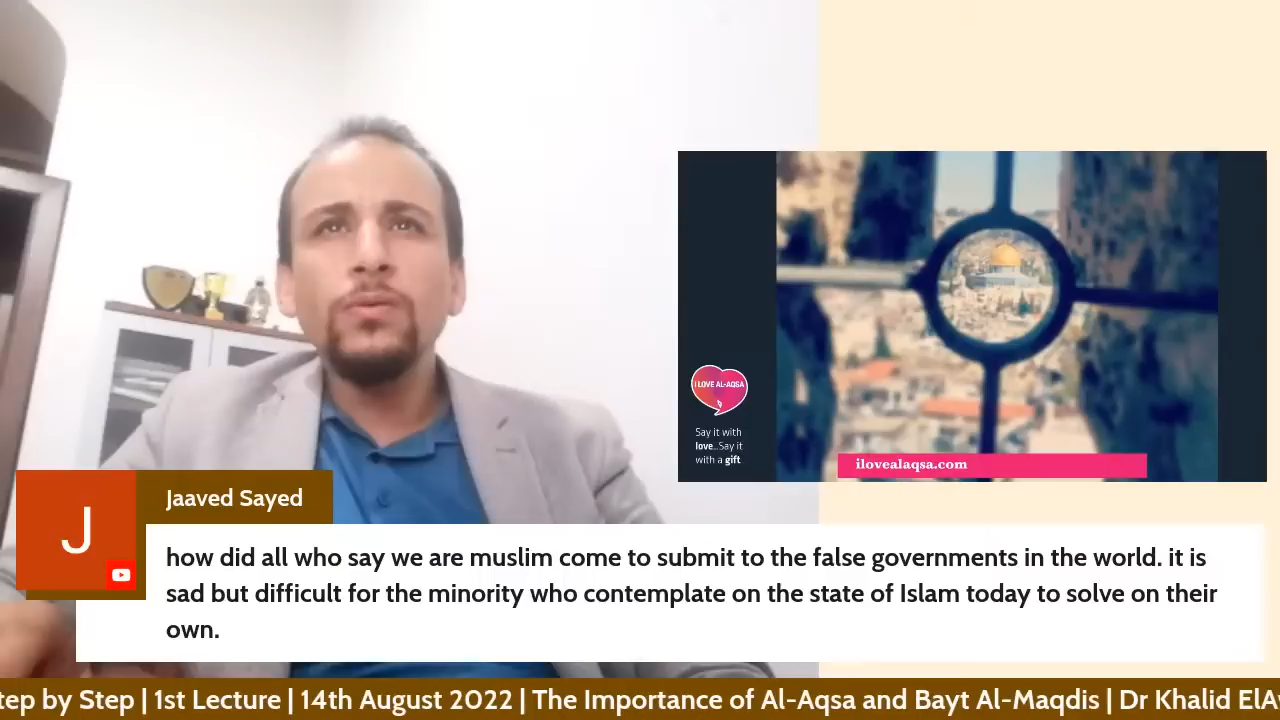 I LOVE AL-AQSA
Say it with
love...Say it
with a gift
ilovealaqsa.com
J
Jaaved Sayed
how did all who say we are muslim come to submit to the false governments in the world. it is
sad but difficult for the minority who contemplate on the state of Islam today to solve on their
own.
tep by Step | 1st Lecture | 14th August 2022 | The Importance of Al-Aqsa and Bayt Al-Maqdis | Dr Khalid ElA